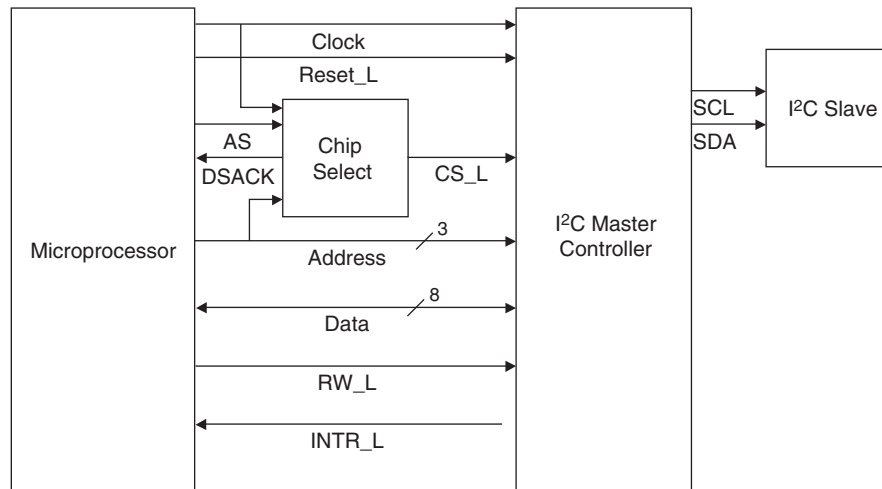 Clock
Reset_L
AS
DSACK
Chip
Select
CS_L
SCL
SDA
I²C Slave
Microprocessor
3
Address
I²C Master
Controller
8
Data
RW_L
INTR_L